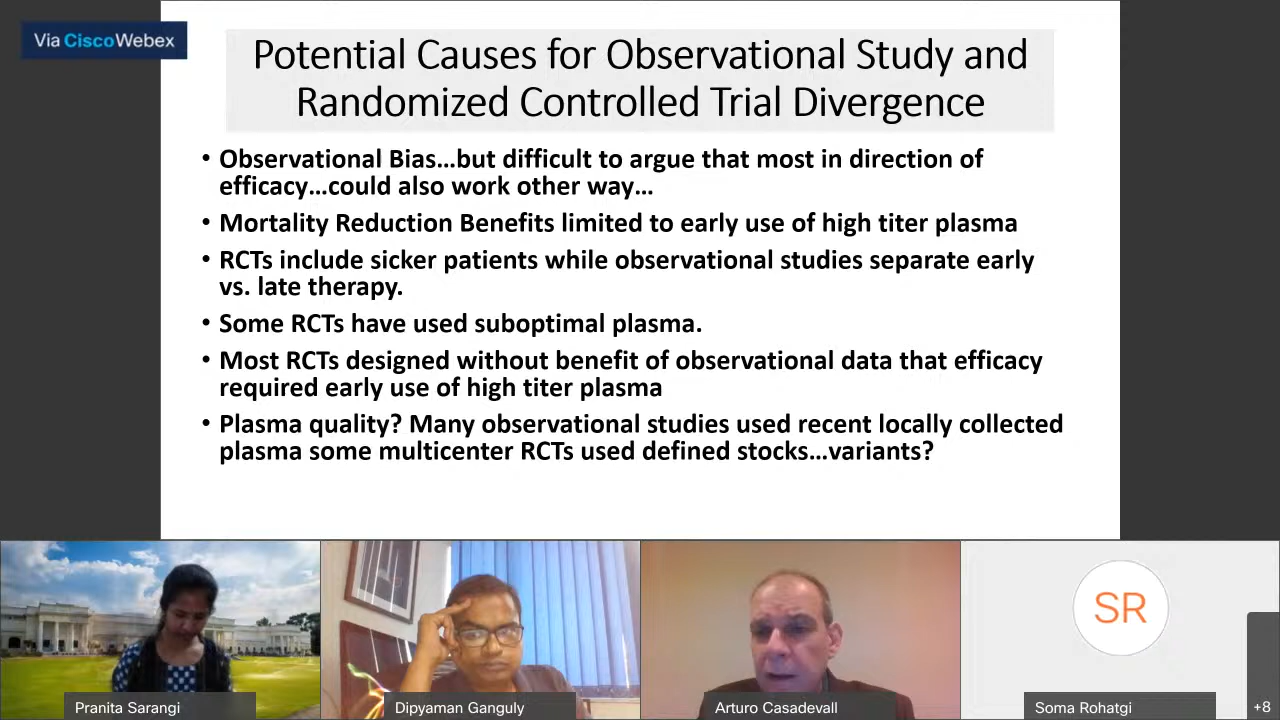 Via Cisco Webex
Potential Causes for Observational Study and
Randomized Controlled Trial Divergence
• Observational Bias...but difficult to argue that most in direction of
efficacy...could also work other way...
• Mortality Reduction Benefits limited to early use of high titer plasma
• RCTs include sicker patients while observational studies separate early
vs. late therapy.
• Some RCTs have used suboptimal plasma.
• Most RCTs designed without benefit of observational data that efficacy
required early use of high titer plasma
• Plasma quality? Many observational studies used recent locally collected
plasma some multicenter RCTs used defined stocks...variants?
SR
Pranita Sarangi
Dipyaman Ganguly
Arturo Casadevall
Soma Rohatgi
+8